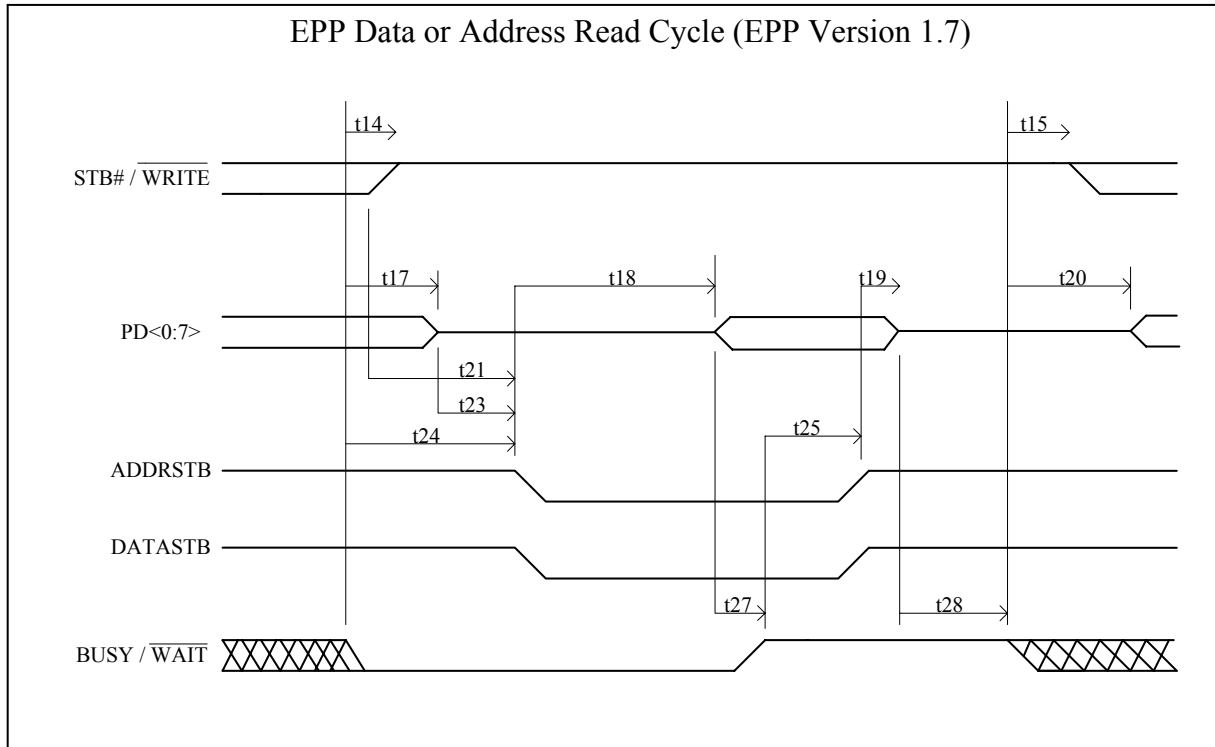 EPP Data or Address Read Cycle (EPP Version 1.7)
t14
t15
STB# / WRITE
t17
t18
t19
t20
PD<0:7>
t21
t23
t24
t25
ADDRSTB
DATASTB
t27
t28
BUSY / WAIT